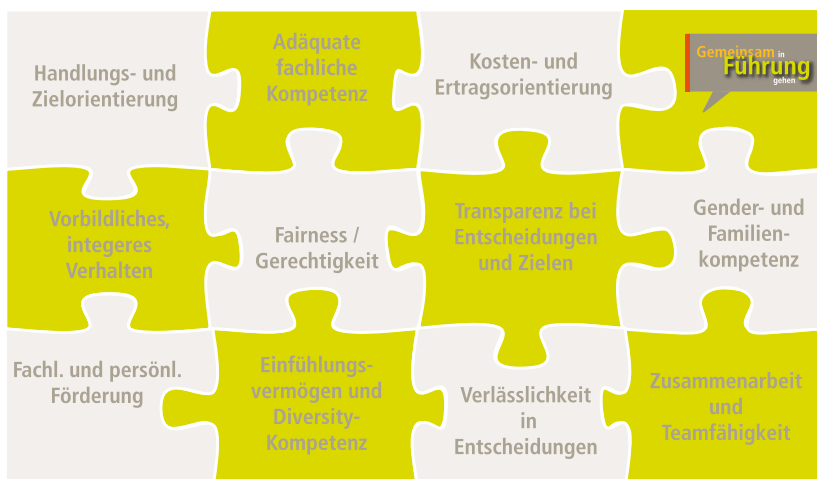 Handlungs- und
Zielorientierung
Adäquate
fachliche
Kompetenz
Kosten- und
Ertragsorientierung
Gemeinsam in
Führung
gehen
Vorbildliches,
integeres
Verhalten
Fairness /
Gerechtigkeit
Transparenz bei
Entscheidungen
und Zielen
Gender- und
Familien-
kompetenz
Fachl. und persönl.
Förderung
Einfühlungs-
vermögen und
Diversity-
Kompetenz
Verlässlichkeit
in
Entscheidungen
Zusammenarbeit
und
Teamfähigkeit